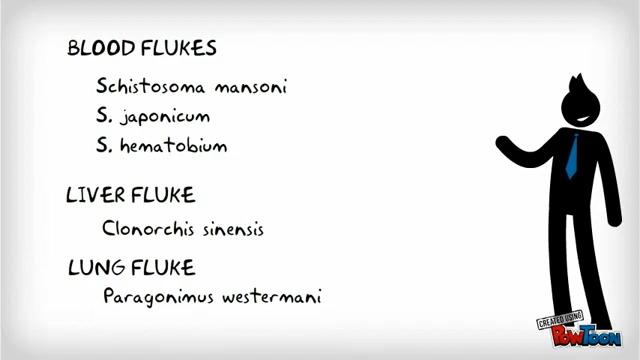 BLOOD FLUKES
Schistosoma mansoni
S. japonicum
S. hematobium
LIVER FLUKE
Clonorchis sinensis
LUNG FLUKE
Paragonimus westermani
CREATED USING
POWTOON